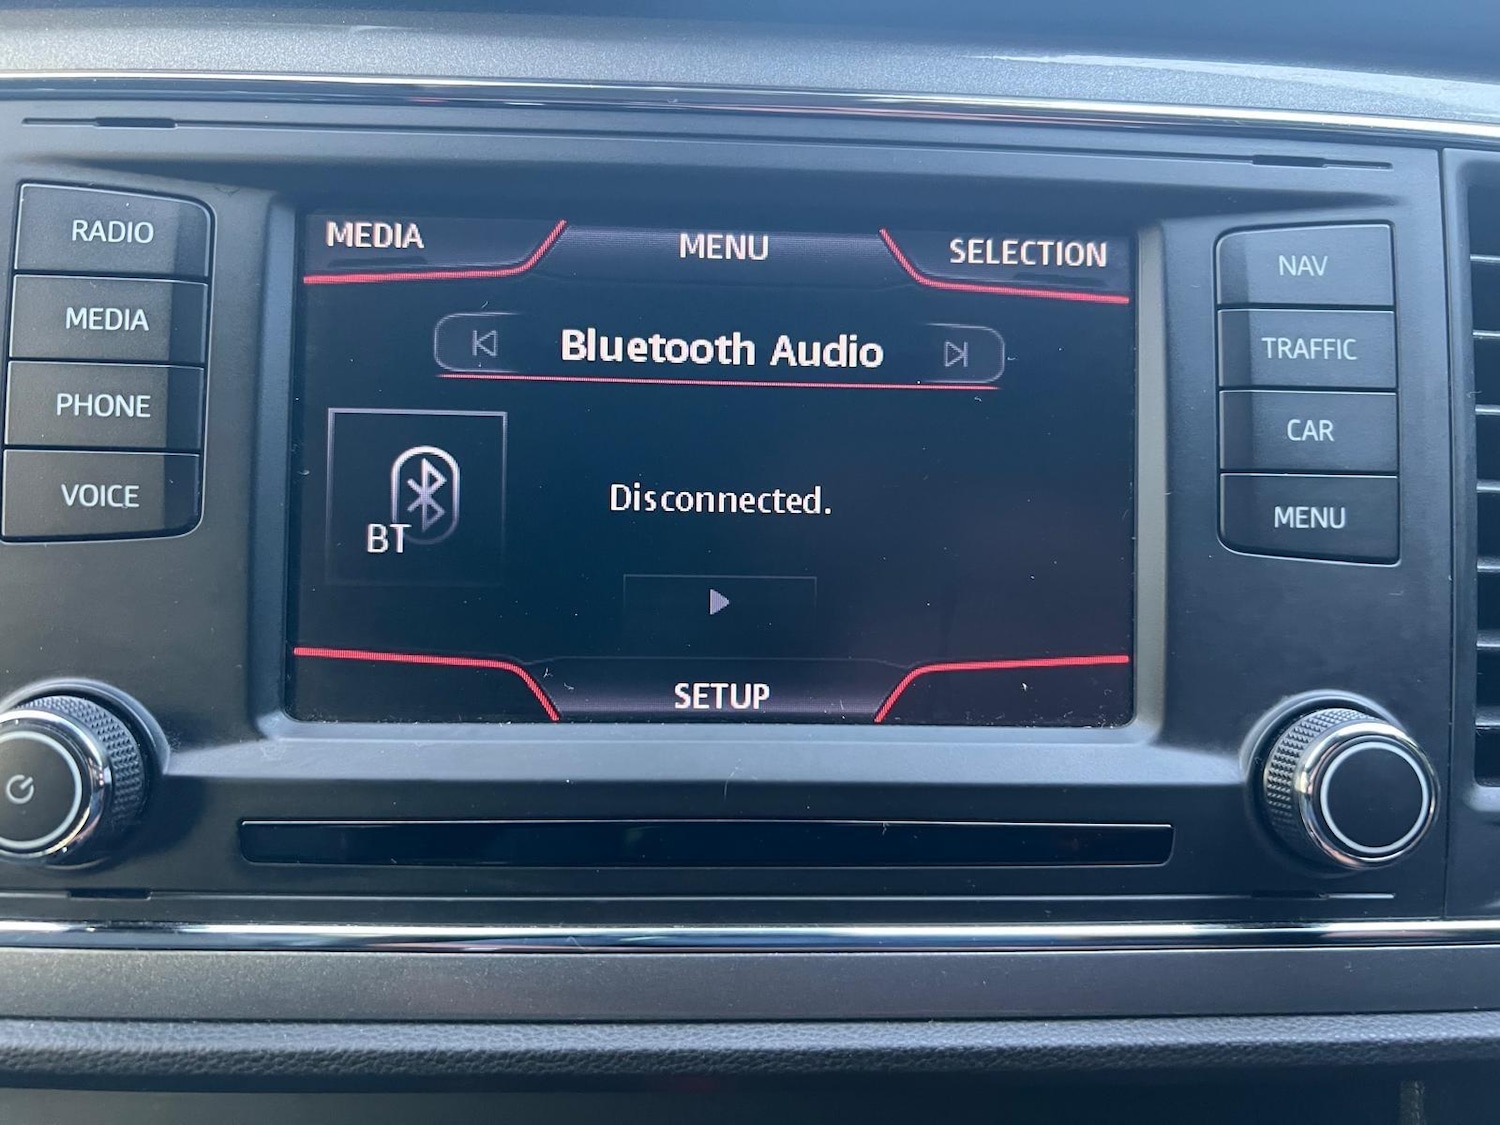 RADIO
MEDIA
PHONE
VOICE
MEDIA
MENU
SELECTION
Bluetooth Audio
BT
Disconnected.
SETUP
NAV
TRAFFIC
CAR
MENU